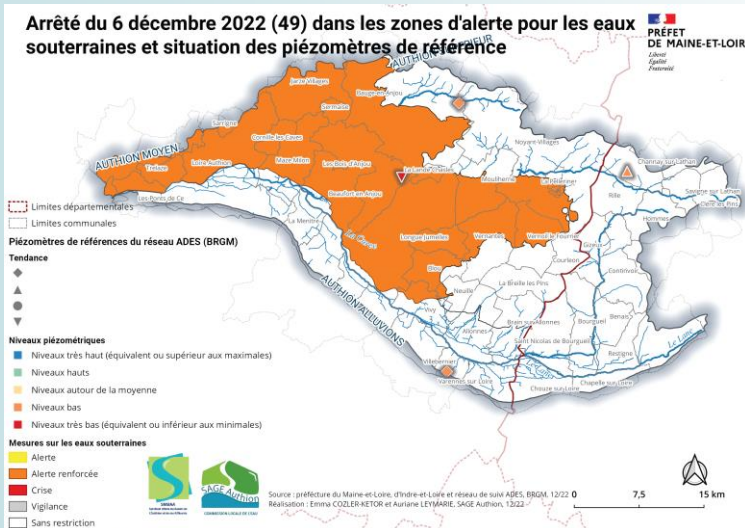 Arrêté du 6 décembre 2022 (49) dans les zones d'alerte pour les eaux
souterraines et situation des piézomètres de référence
PRÉFET
DE MAINE-ET-LOIRE
Liberté
Égalité
Fraternité
AUTHION
Jarzé Villages
Baugé-en-Anjou
Sermaise
Corné
Cornillé les Caves
Noyant-Villages
AUTHION MOYEN
Trélazé
Loire Authion
Mazé Milon
Les Bois d'Anjou
La Lande Chasles
Mouliherne
Channay sur Lathan
Rillé
Savigné sur Lathan
Hommes
Les Ponts de Cé
Beaufort en Anjou
La Ménitré
Longué Jumelles
Vernantes
Vernoil le Fourrier
Gizeux
Blou
Courléon
Continvoir
Neuillé
La Breille les Pins
Vivy
Allonnes
Brain sur Allonnes
Bourgueil
Benais
Saint Nicolas de Bourgueil
Restigné
Villebernier
Varennes sur Loire
Chouzé sur Loire
Chapelle sur Loire
La Loire
AUTHION ALLUVIONS
Limites départementales
Limites communales
Piézomètres de références du réseau ADES (BRGM)
Tendance
Niveaux piézométriques
Niveaux très haut (équivalent ou supérieur aux maximales)
Niveaux hauts
Niveaux autour de la moyenne
Niveaux bas
Niveaux très bas (équivalent ou inférieur aux minimales)
Mesures sur les eaux souterraines
Alerte
Alerte renforcée
Crise
Vigilance
Sans restriction
SAGE Authion
Source : préfécture du Maine-et-Loire, d'Indre-et-Loire et réseau de suivi ADES, BRGM, 12/22
Réalisation : Emma COZLER-KETOR et Auriane LEYMARIE, SAGE Authion, 12/22
0 7,5 15 km